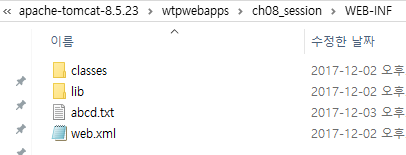 « apache-tomcat-8.5.23 > wtpwebapps > ch08_session > WEB-INF
이름 수정한 날짜
classes 2017-12-02 오후
lib 2017-12-02 오후
abcd.txt 2017-12-03 오후
web.xml 2017-12-02 오후